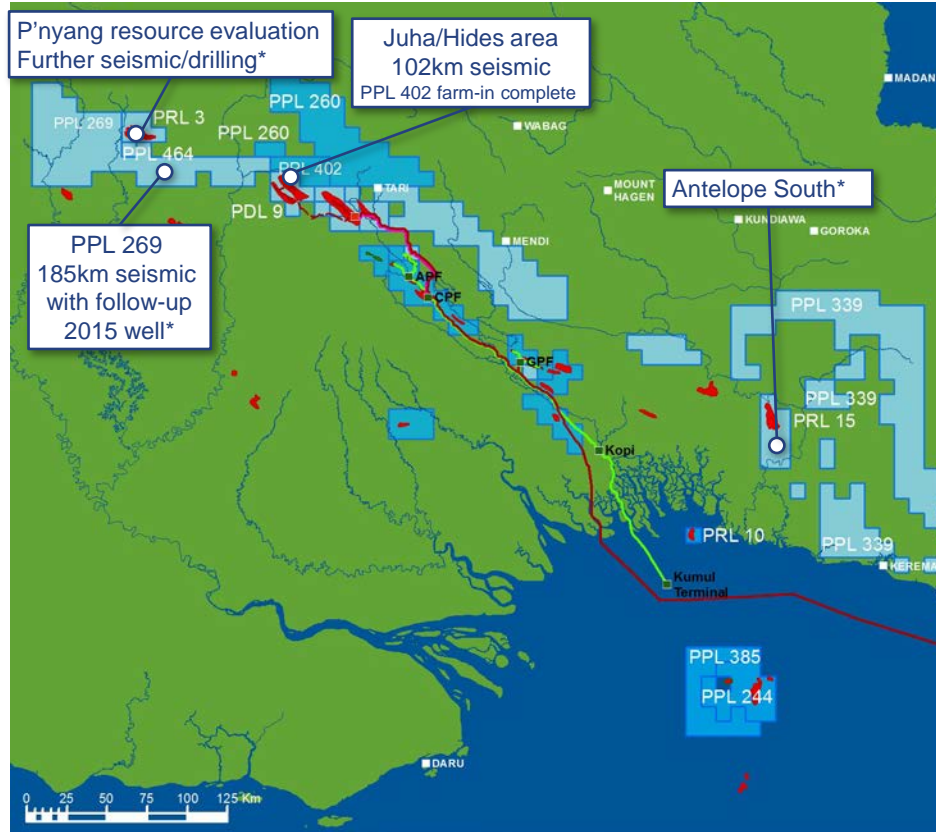 P'nyang resource evaluation
Further seismic/drilling*
Juha/Hides area
102km seismic
PPL 402 farm-in complete
MADAN
PPL 260
PPL 269
PRL 3
PPL 260
WABAG
PPL 464
PPL 402
TARI
MOUNT
HAGEN
Antelope South*
PDL 9
KUNDIAWA
GOROKA
MENDI
PPL 269
185km seismic
with follow-up
2015 well*
APF
CPF
PPL 339
GPF
PPL 339
PRL 15
Kopi
PRL 10
PPL 339
KEREMA
Kumul
Terminal
PPL 385
PPL 244
DARU
0 25 50 75 100 125 Km